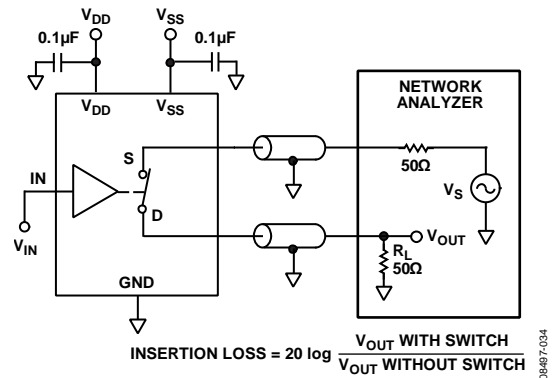 VDD
VSS
0.1µF
0.1µF
VDD
VSS
NETWORK
ANALYZER
S
50Ω
IN
VS
D
VOUT
VIN
RL
50Ω
GND
INSERTION LOSS = 20 log VOUT WITH SWITCH
VOUT WITHOUT SWITCH
08497-034